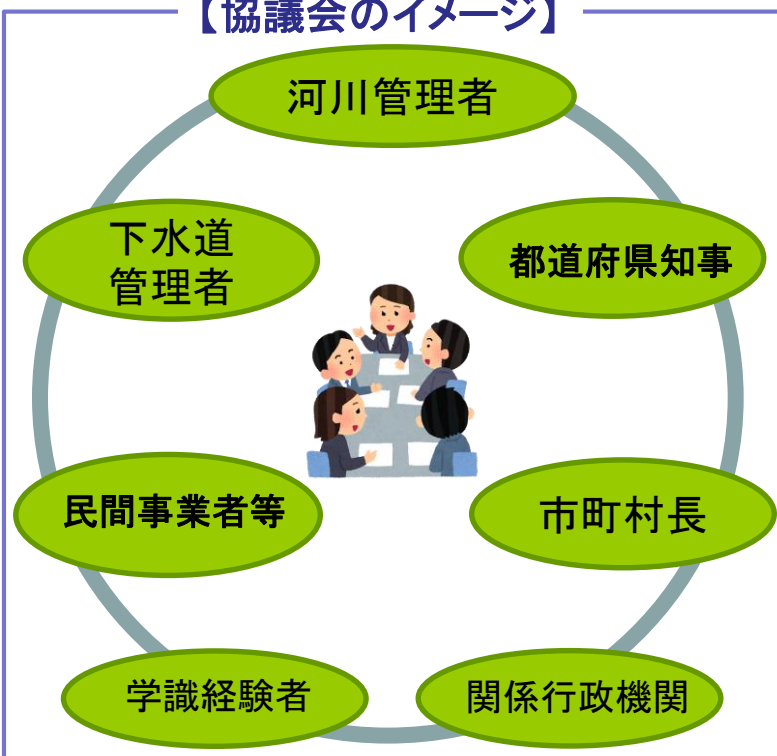 【協議会のイメージ】
河川管理者
下水道
管理者
都道府県知事
民間事業者等
市町村長
学識経験者
関係行政機関